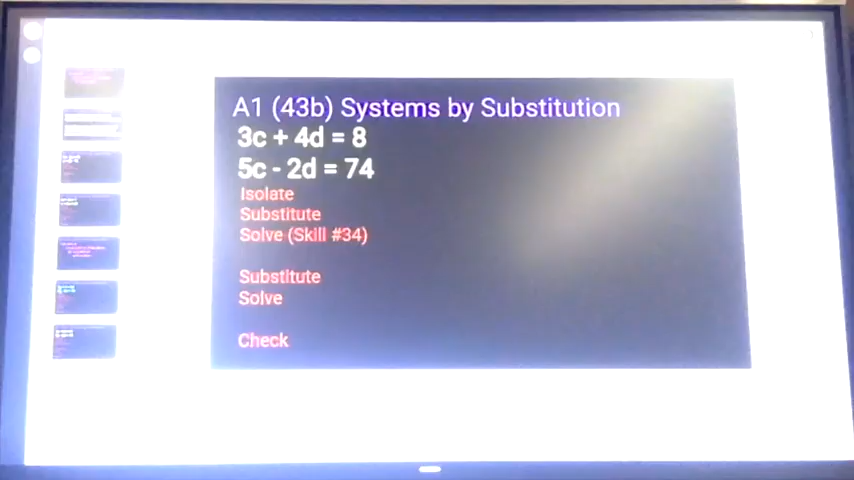 A1 (43b) Systems by Substitution
3c + 4d = 8
5c - 2d = 74
Isolate
Substitute
Solve (Skill #34)
Substitute
Solve
Check